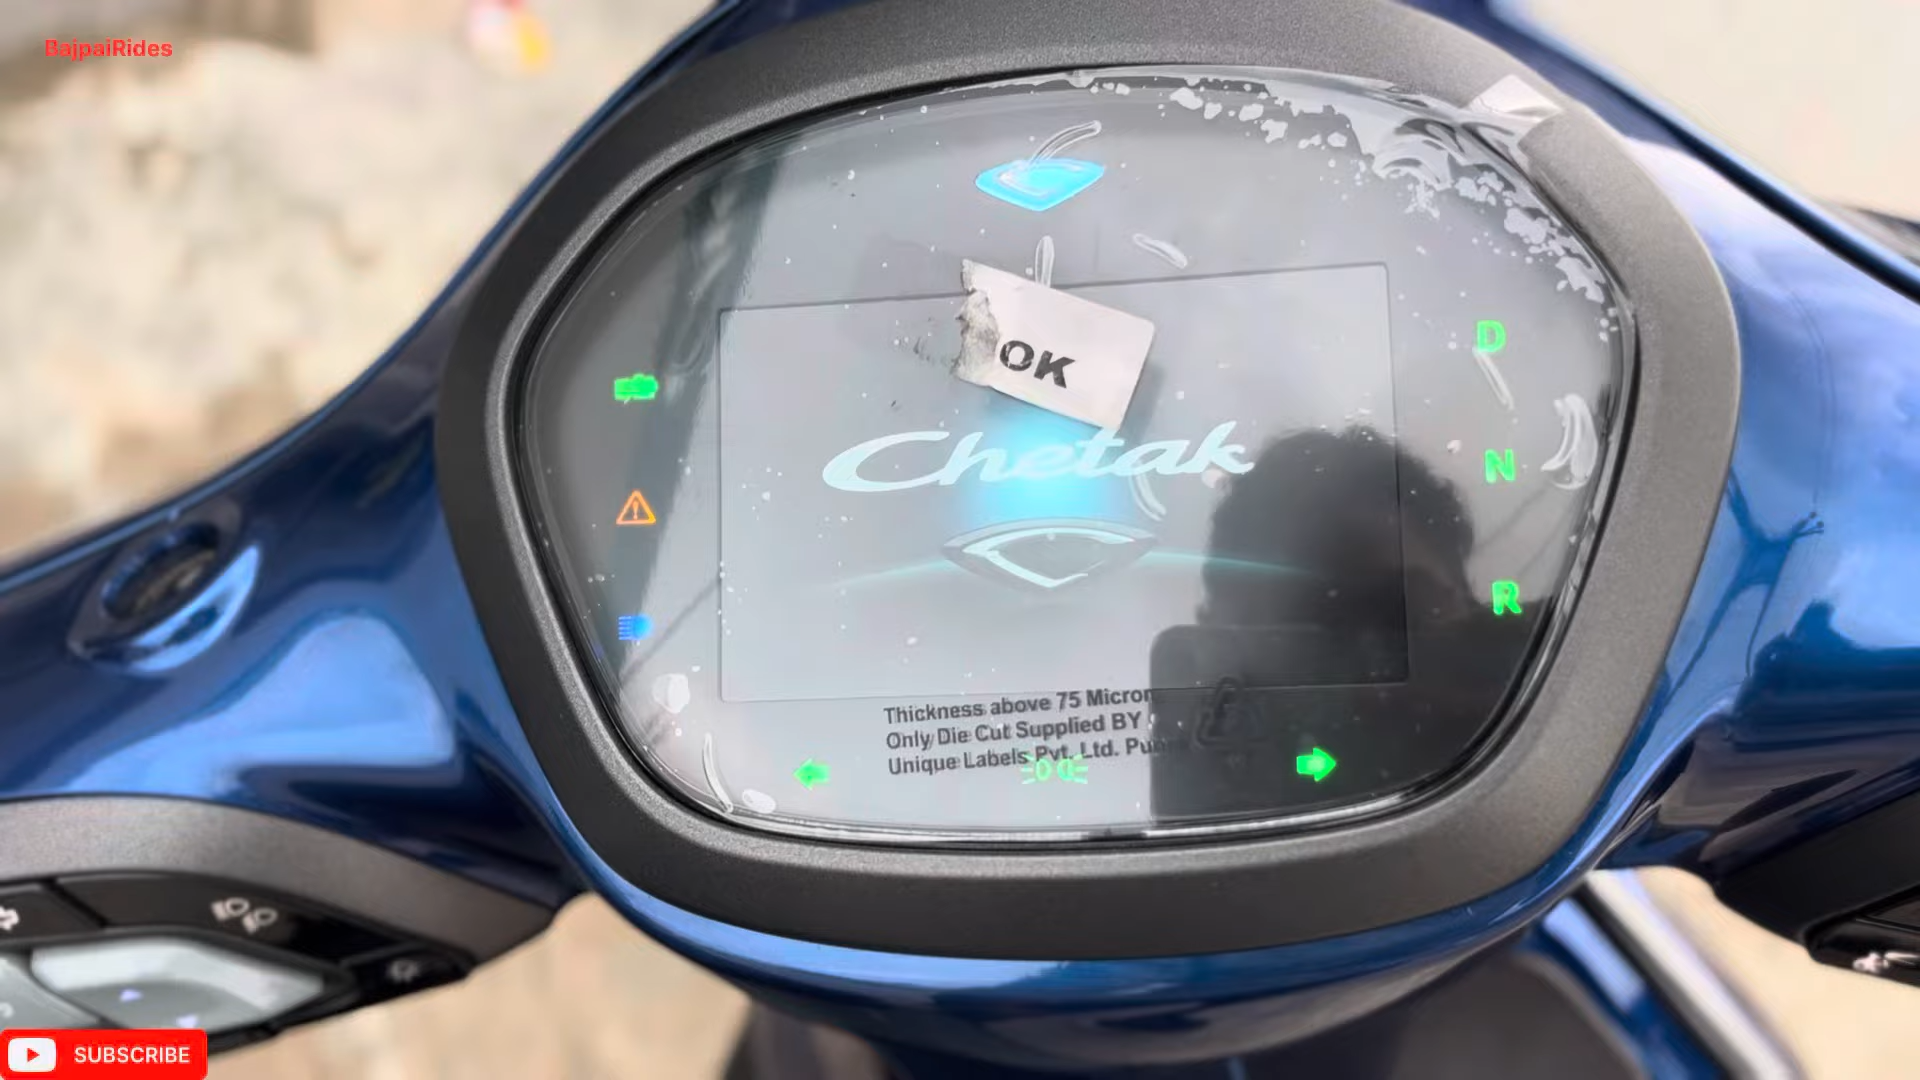 BajpaiRides
OK
Chetak
D
N
R
Thickness above 75 Micron
Only Die Cut Supplied BY
Unique Labels Pvt. Ltd.
SUBSCRIBE